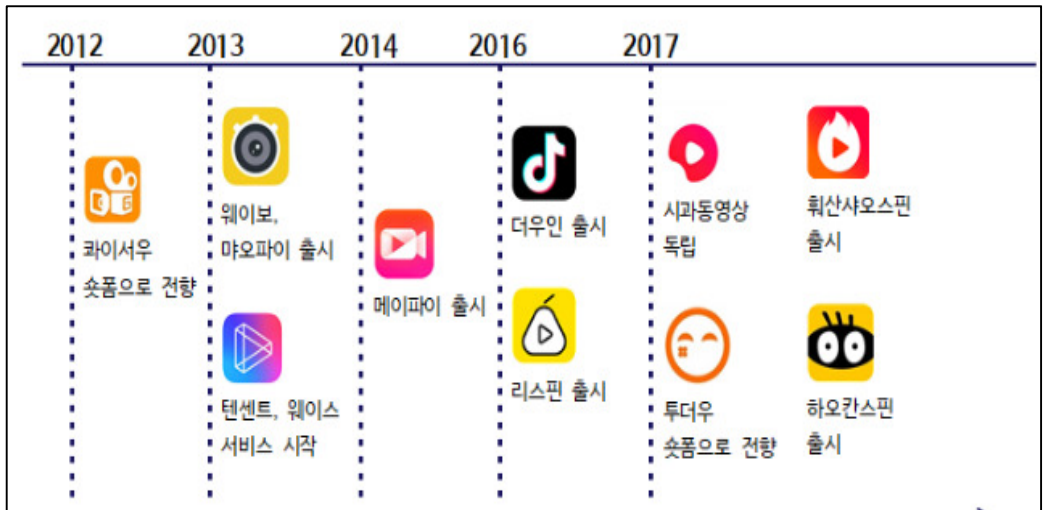 2012
2013
2014
2016
2017
콰이서우
숏폼으로 전향
웨이보,
먀오파이 출시
텐센트, 웨이스
서비스 시작
메이파이 출시
더우인 출시
리스핀 출시
시과동영상
독립
훠산샤오스핀
출시
투더우
숏폼으로 전향
하오칸스핀
출시